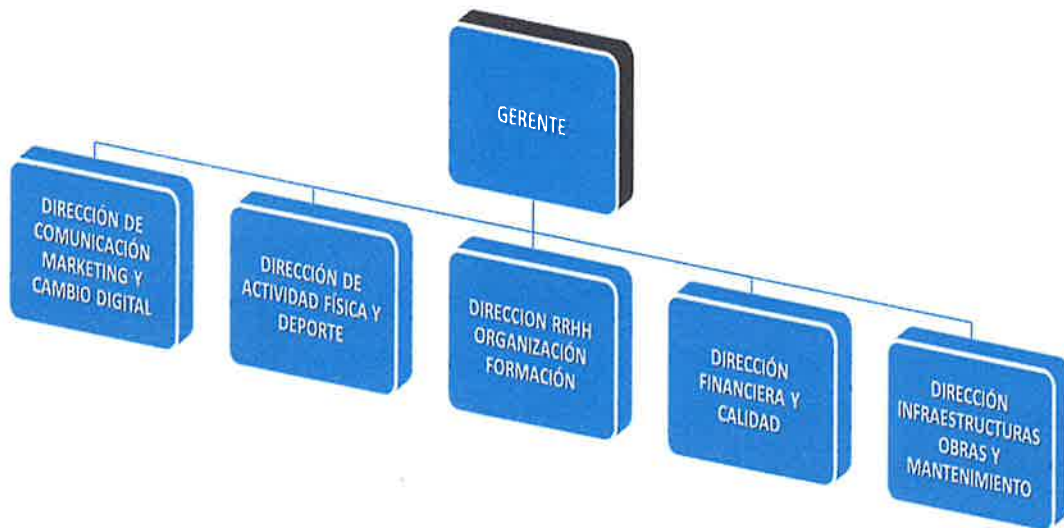 GERENTE
DIRECCIÓN DE
COMUNICACIÓN
MARKETING Y
CAMBIO DIGITAL
DIRECCIÓN DE
ACTIVIDAD FÍSICA Y
DEPORTE
DIRECCION RRHH
ORGANIZACIÓN
FORMACIÓN
DIRECCIÓN
FINANCIERA Y
CALIDAD
DIRECCIÓN
INFRAESTRUCTURAS
OBRAS Y
MANTENIMIENTO